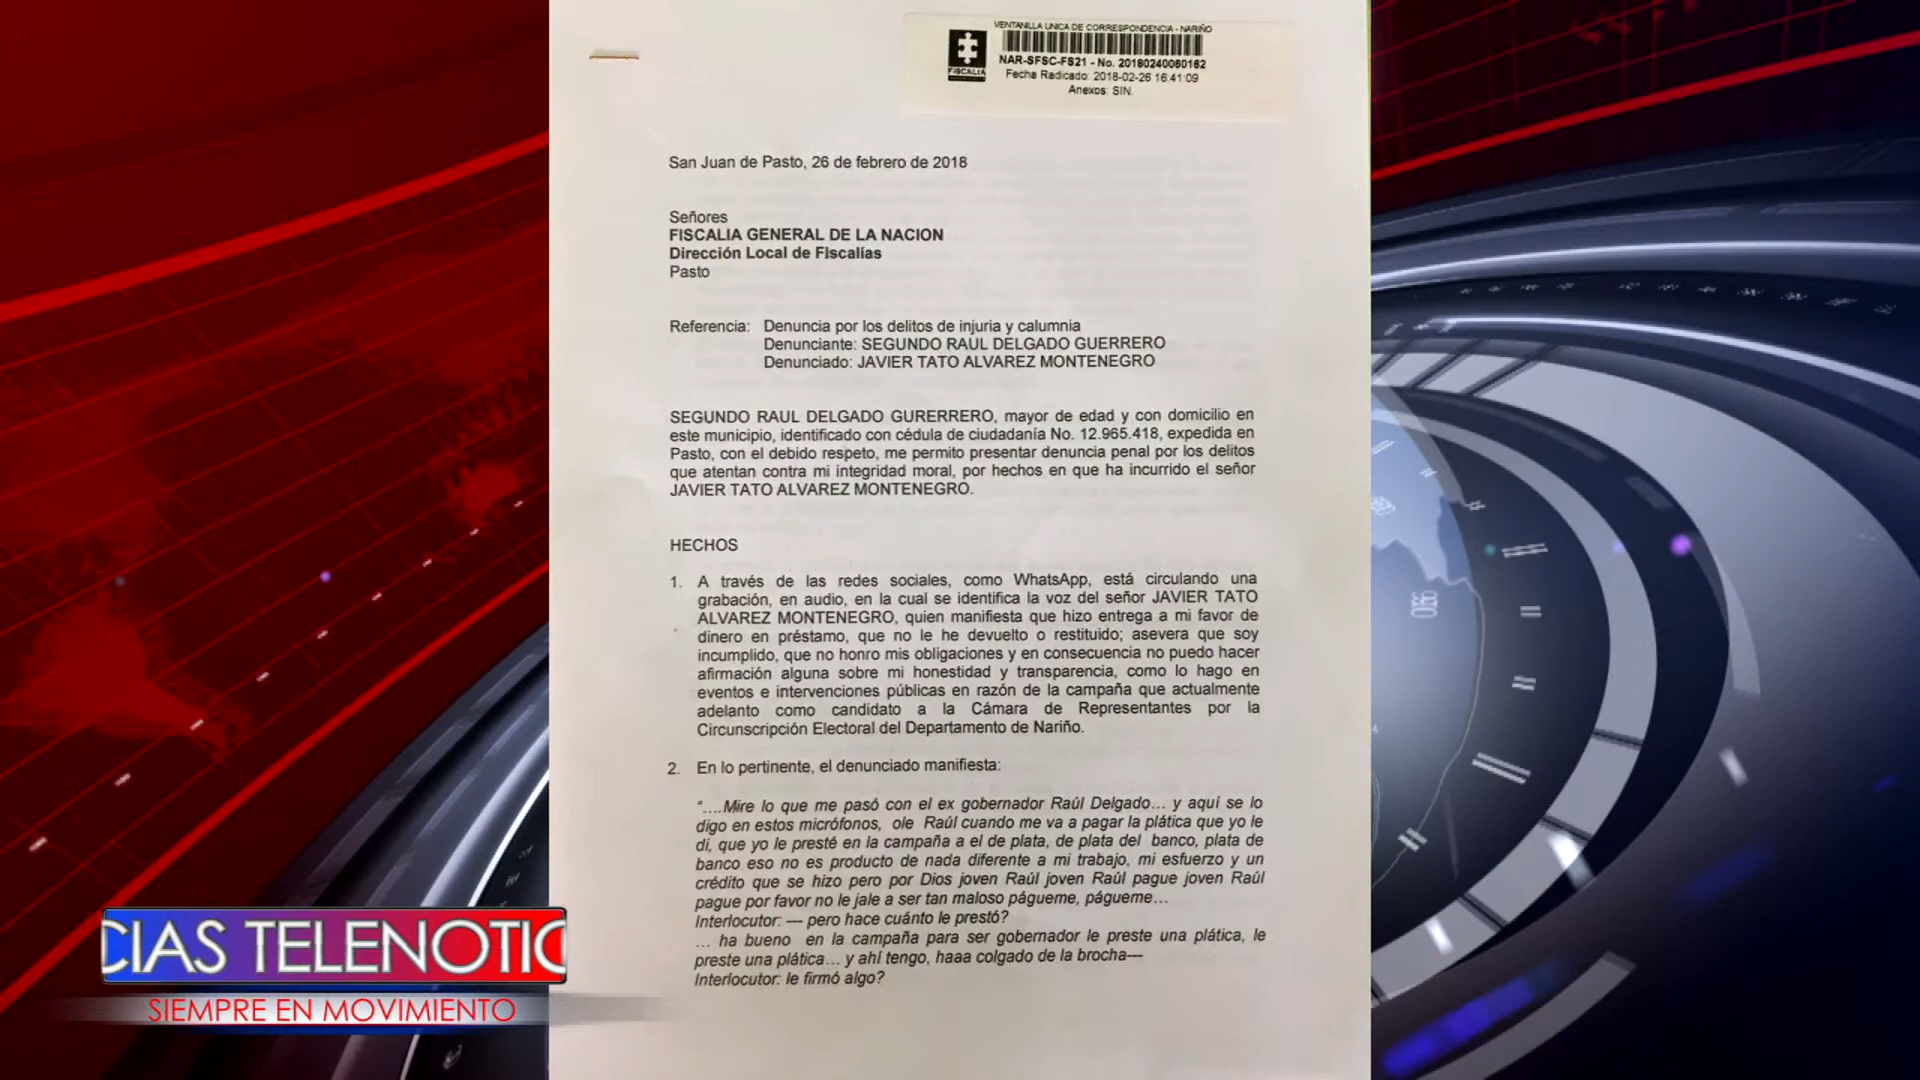 VENTANILLA UNICA DE CORRESPONDENCIA - NARIÑO
FISCALIA
NAR-SFSC-FS21 - No. 20180240060162
Fecha Radicado: 2018-02-26 16:41:09
Anexos: SIN.
San Juan de Pasto, 26 de febrero de 2018
Señores
FISCALIA GENERAL DE LA NACION
Dirección Local de Fiscalías
Pasto
Referencia: Denuncia por los delitos de injuria y calumnia
Denunciante: SEGUNDO RAUL DELGADO GUERRERO
Denunciado: JAVIER TATO ALVAREZ MONTENEGRO
SEGUNDO RAUL DELGADO GURERRERO, mayor de edad y con domicilio en
este municipio, identificado con cédula de ciudadanía No. 12.965.418, expedida en
Pasto, con el debido respeto, me permito presentar denuncia penal por los delitos
que atentan contra mi integridad moral, por hechos en que ha incurrido el señor
JAVIER TATO ALVAREZ MONTENEGRO.
HECHOS
1. A través de las redes sociales, como WhatsApp, está circulando una
grabación, en audio, en la cual se identifica la voz del señor JAVIER TATO
ALVAREZ MONTENEGRO, quien manifiesta que hizo entrega a mi favor de
dinero en préstamo, que no le he devuelto o restituido; asevera que soy
incumplido, que no honro mis obligaciones y en consecuencia no puedo hacer
afirmación alguna sobre mi honestidad y transparencia, como lo hago en
eventos e intervenciones públicas en razón de la campaña que actualmente
adelanto como candidato a la Cámara de Representantes por la
Circunscripción Electoral del Departamento de Nariño.
2. En lo pertinente, el denunciado manifiesta:
“....Mire lo que me pasó con el ex gobernador Raúl Delgado... y aquí se lo
digo en estos micrófonos, ole Raúl cuando me va a pagar la plática que yo le
di, que yo le presté en la campaña a el de plata, de plata del banco, plata de
banco eso no es producto de nada diferente a mi trabajo, mi esfuerzo y un
crédito que se hizo pero por Dios joven Raúl joven Raúl pague joven Raúl
pague por favor no le jale a ser tan maloso págueme, págueme...
Interlocutor: --- pero hace cuánto le prestó?
... ha bueno en la campaña para ser gobernador le preste una plática, le
preste una plática... y ahí tengo, haaa colgado de la brocha---
Interlocutor: le firmó algo?
CIAS TELENOTIC
SIEMPRE EN MOVIMIENTO